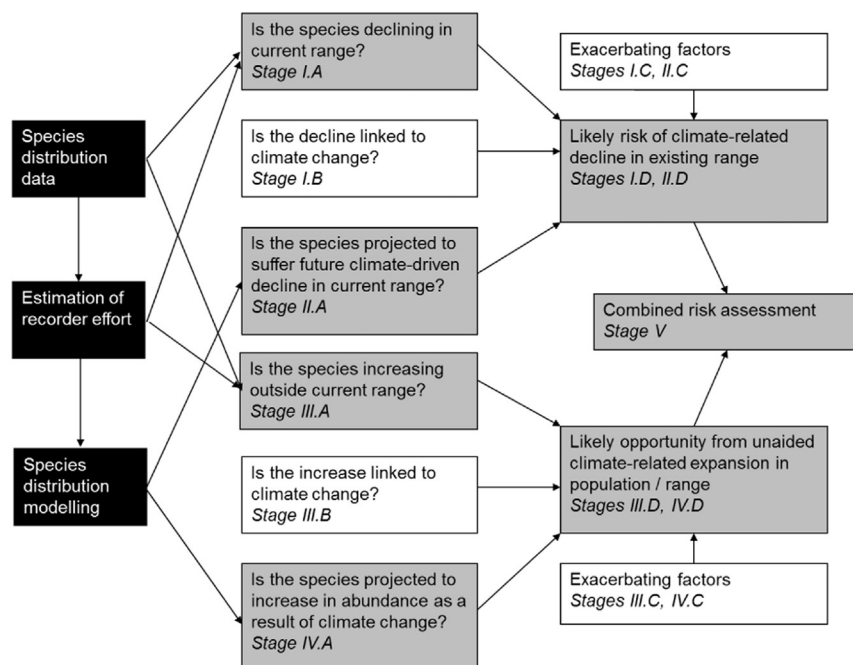 Species
distribution
data
Estimation of
recorder effort
Species
distribution
modelling
Is the species declining in
current range?
Stage I.A
Is the decline linked to
climate change?
Stage I.B
Is the species projected to
suffer future climate-driven
decline in current range?
Stage II.A
Is the species increasing
outside current range?
Stage III.A
Is the increase linked to
climate change?
Stage III.B
Is the species projected to
increase in abundance as a
result of climate change?
Stage IV.A
Exacerbating factors
Stages I.C, II.C
Likely risk of climate-related
decline in existing range
Stages I.D, II.D
Combined risk assessment
Stage V
Likely opportunity from unaided
climate-related expansion in
population / range
Stages III.D, IV.D
Exacerbating factors
Stages III.C, IV.C